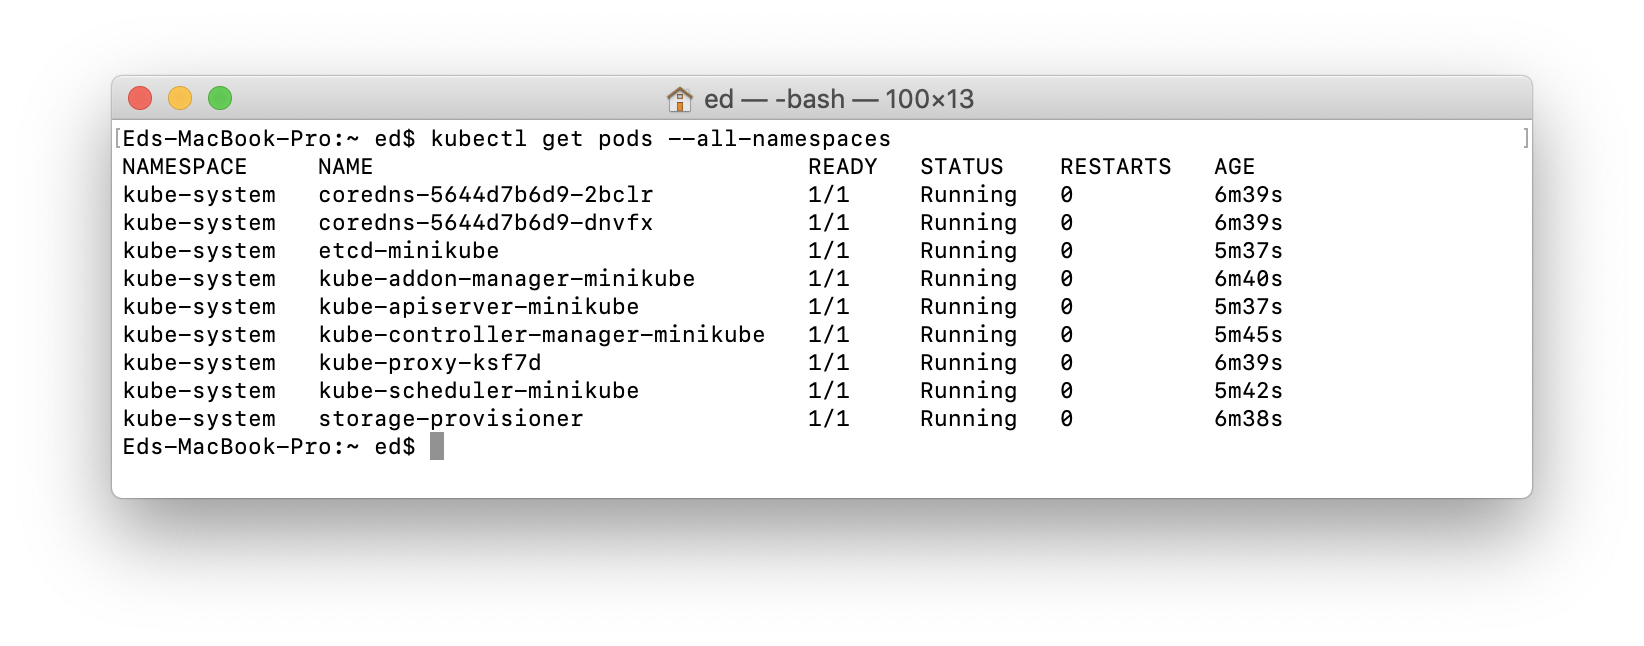 ed — -bash — 100×13
[Eds-MacBook-Pro:~ ed$ kubectl get pods --all-namespaces ]
NAMESPACE NAME READY STATUS RESTARTS AGE
kube-system coredns-5644d7b6d9-2bclr 1/1 Running 0 6m39s
kube-system coredns-5644d7b6d9-dnvfx 1/1 Running 0 6m39s
kube-system etcd-minikube 1/1 Running 0 5m37s
kube-system kube-addon-manager-minikube 1/1 Running 0 6m40s
kube-system kube-apiserver-minikube 1/1 Running 0 5m37s
kube-system kube-controller-manager-minikube 1/1 Running 0 5m45s
kube-system kube-proxy-ksf7d 1/1 Running 0 6m39s
kube-system kube-scheduler-minikube 1/1 Running 0 5m42s
kube-system storage-provisioner 1/1 Running 0 6m38s
Eds-MacBook-Pro:~ ed$